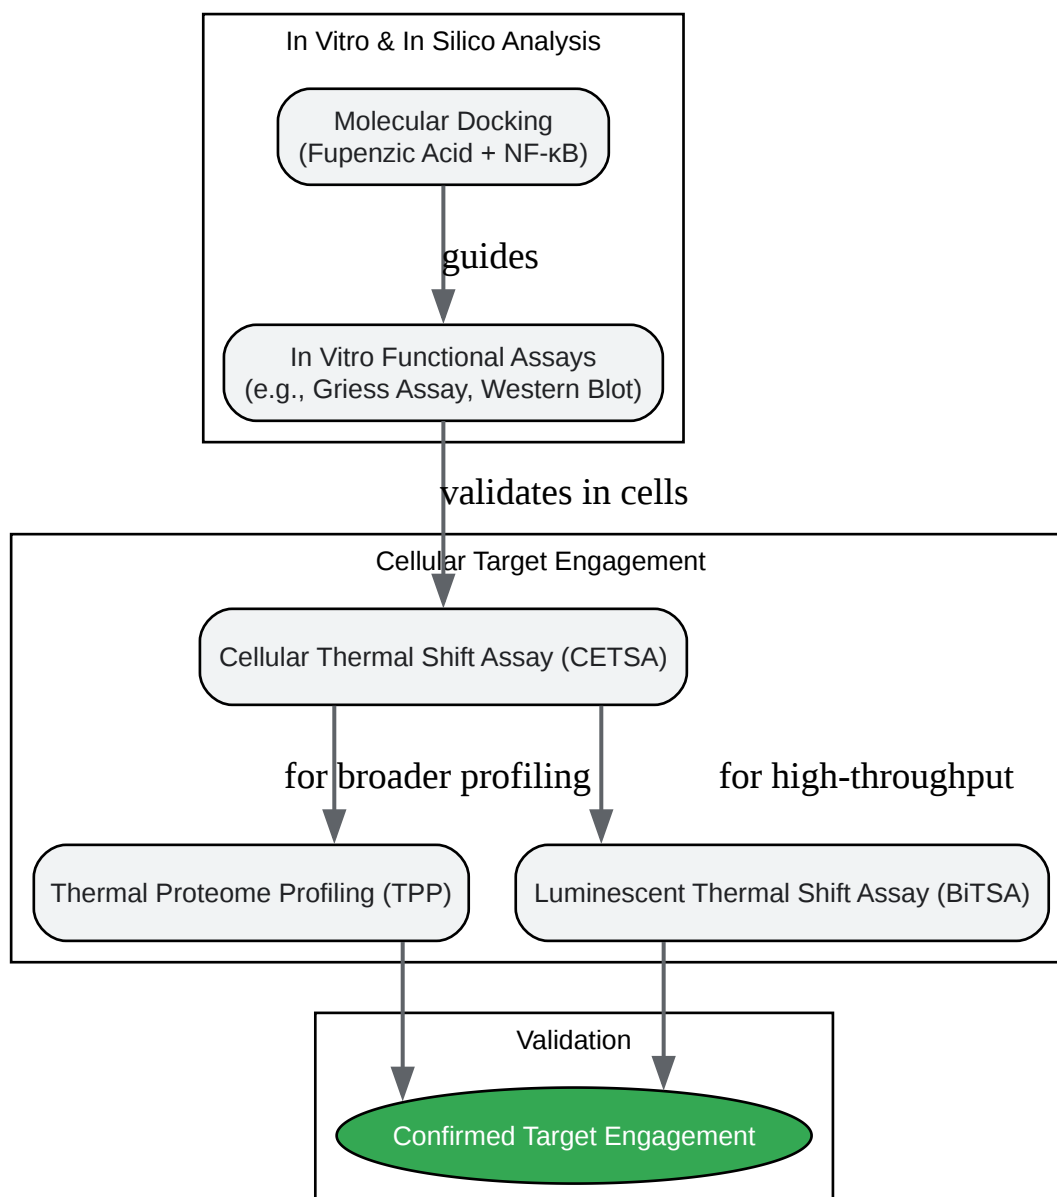 In Vitro & In Silico Analysis
Molecular Docking
(Fupenzic Acid + NF-κB)
guides
In Vitro Functional Assays
(e.g., Griess Assay, Western Blot)
validates in cells
Cellular Target Engagement
Cellular Thermal Shift Assay (CETSA)
for broader profiling
for high-throughput
Thermal Proteome Profiling (TPP)
Luminescent Thermal Shift Assay (BiTSA)
Validation
Confirmed Target Engagement